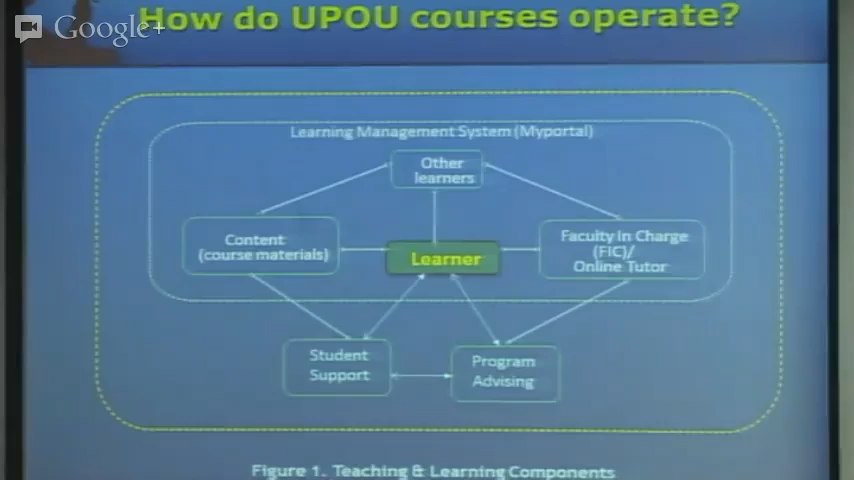 How do UPOU courses operate?
Google+
Learning Management System (Myportal)
Other
learners
Content
(course materials)
Learner
Faculty In Charge
(FIC)/
Online Tutor
Student
Support
Program
Advising
Figure 1. Teaching & Learning Components